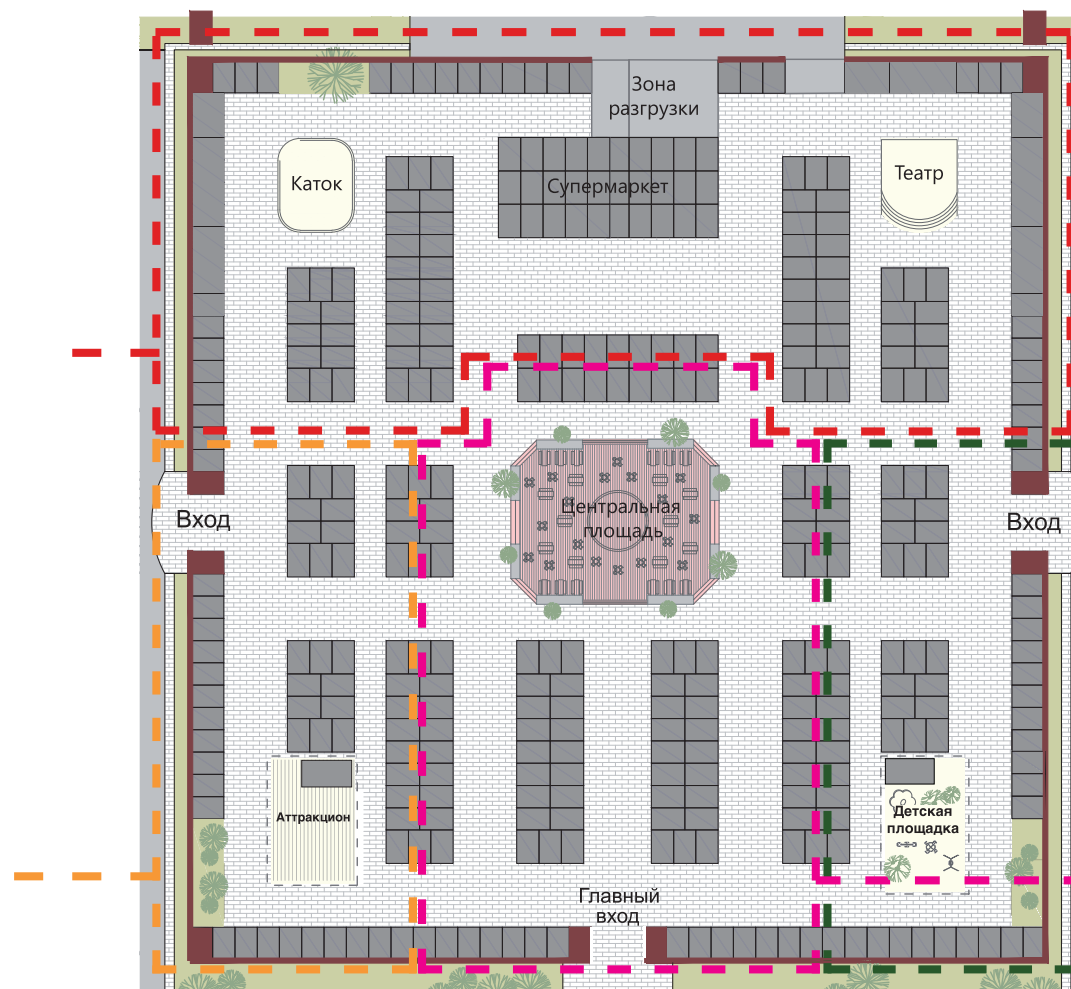 Зона
разгрузки
Каток
Супермаркет
Театр
Центральная
площадь
Вход
Вход
Аттракцион
Детская
площадка
Главный
вход